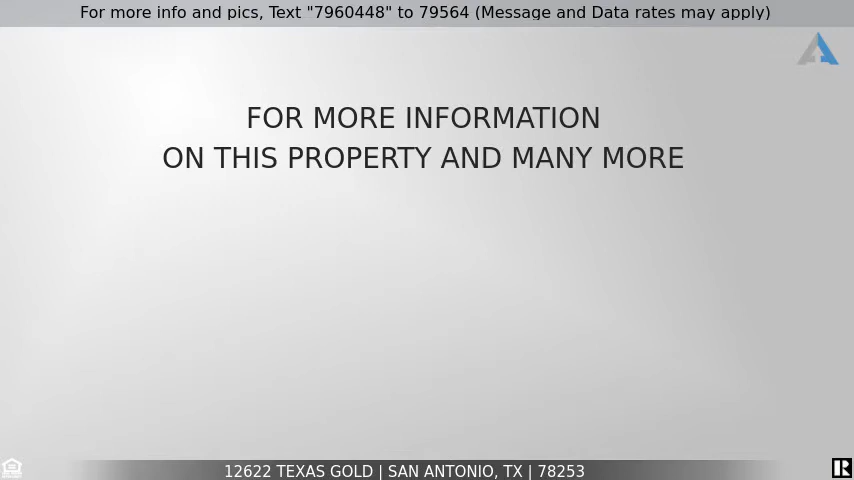 For more info and pics, Text "7960448" to 79564 (Message and Data rates may apply)
FOR MORE INFORMATION
ON THIS PROPERTY AND MANY MORE
12622 TEXAS GOLD | SAN ANTONIO, TX | 78253